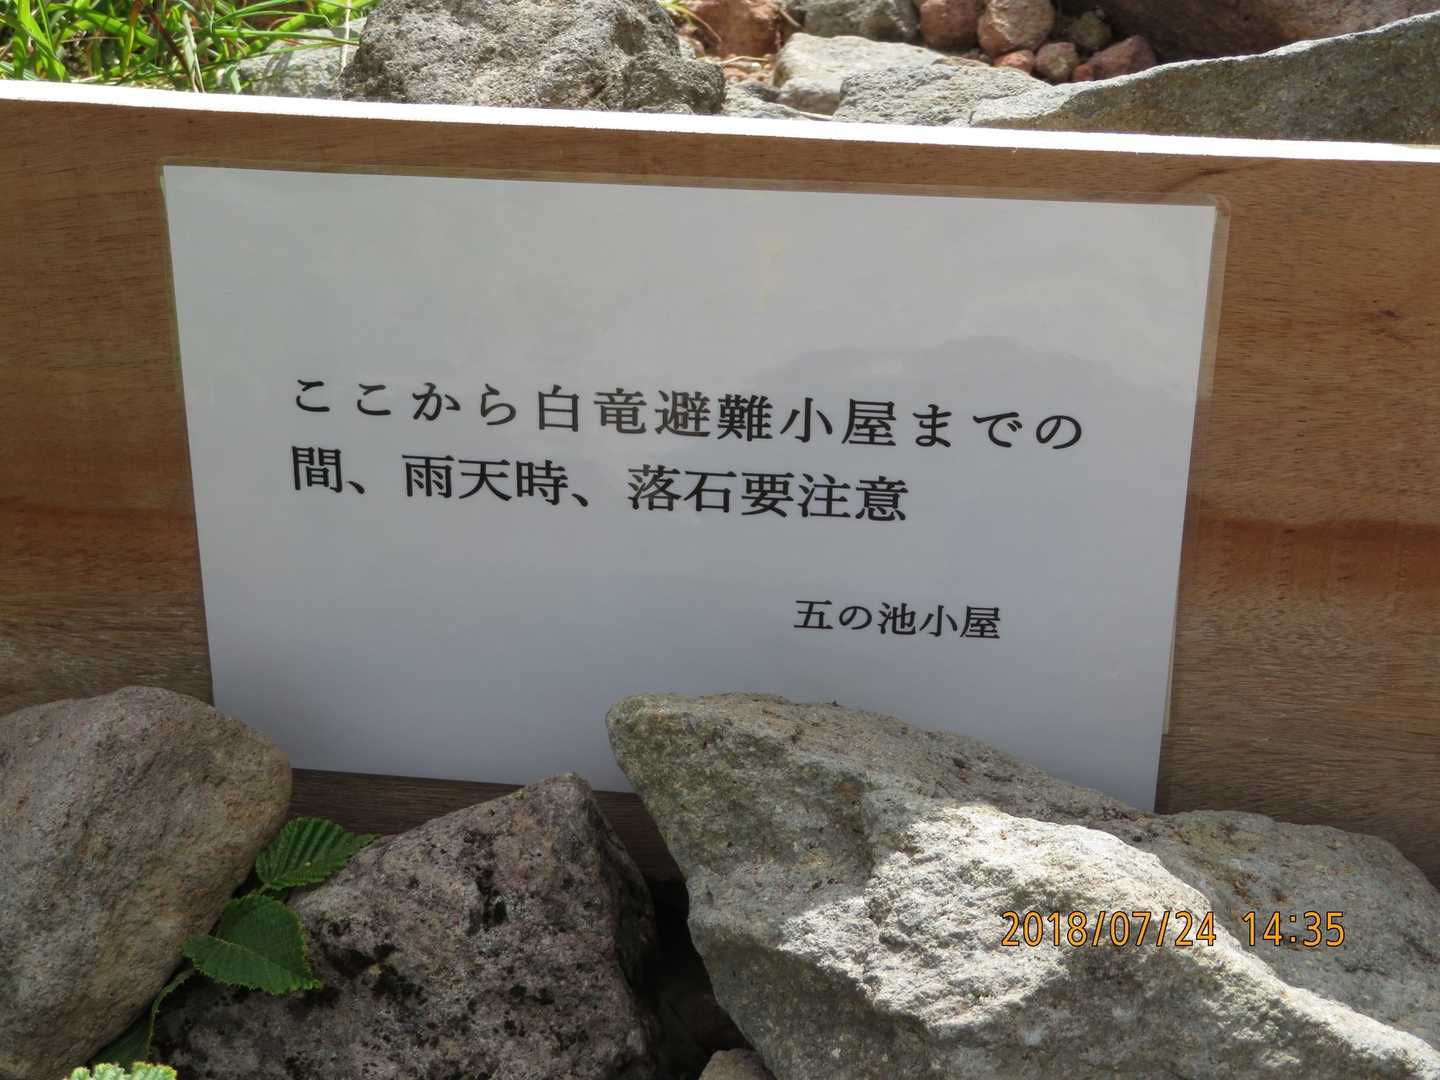 ここから白竜避難小屋までの
間、雨天時、落石要注意
五の池小屋
2018/07/24 14:35